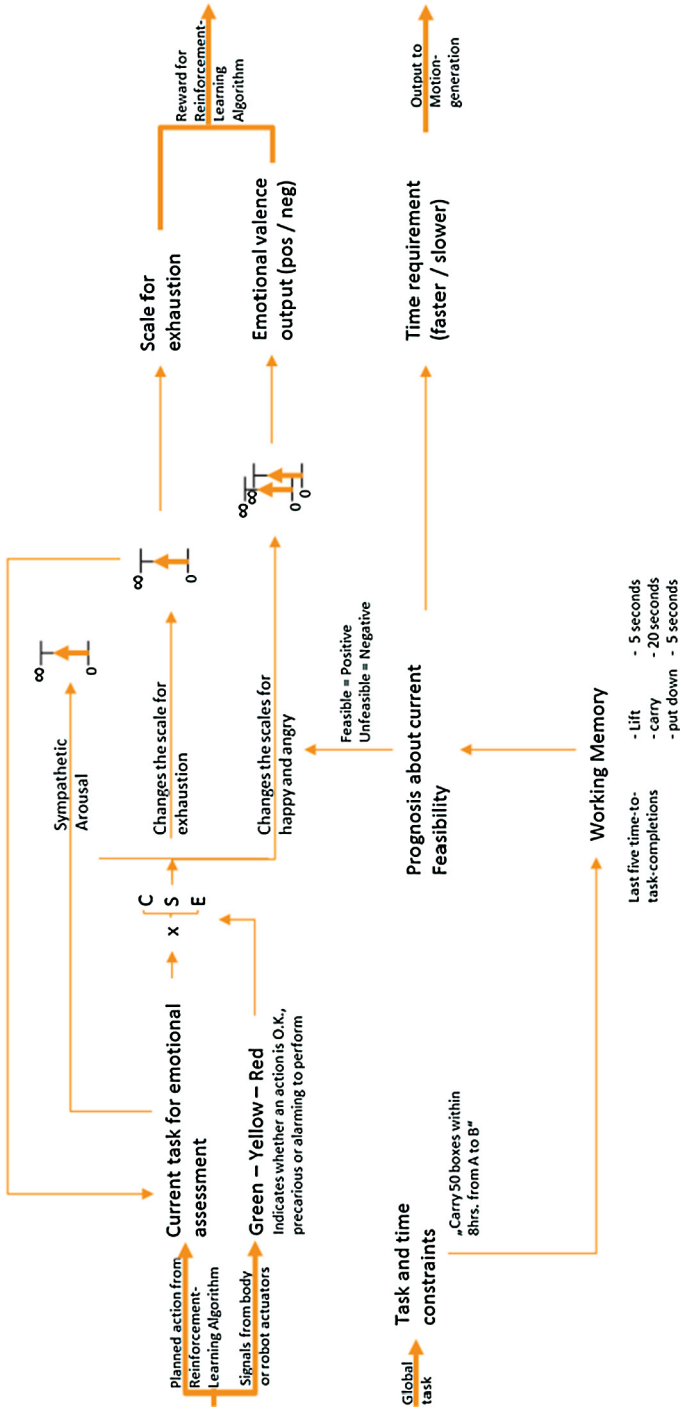 Planned action from
Reinforcement-
Learning Algorithm
Signals from body
or robot actuators
Current task for emotional
assessment
Green – Yellow – Red
Indicates whether an action is O.K.,
precarious or alarming to perform
x
C
S
E
Sympathetic
Arousal
∞
0
Changes the scale for
exhaustion
∞
0
Changes the scales for
happy and angry
∞
∞
0
0
Scale for
exhaustion
Emotional valence
output (pos / neg)
Reward for
Reinforcement-
Learning
Algorithm
Feasible = Positive
Unfeasible = Negative
Global
task
Task and time
constraints
„Carry 50 boxes within
8hrs. from A to B“
Prognosis about current
Feasibility
Time requirement
(faster / slower)
Output to
Motion-
generation
Working Memory
Last five time-to-
task-completions
- Lift - 5 seconds
- carry - 20 seconds
- put down - 5 seconds